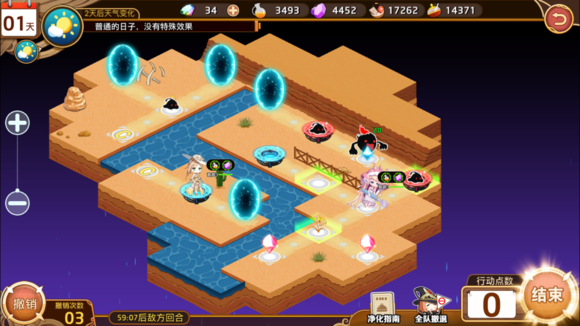 01天
2天后天气变化
普通的日子，没有特殊效果
34
3493
4452
17262
14371
撤销
撤销次数
03
59:07后敌方回合
净化指南
全队撤退
行动点数
0
结束